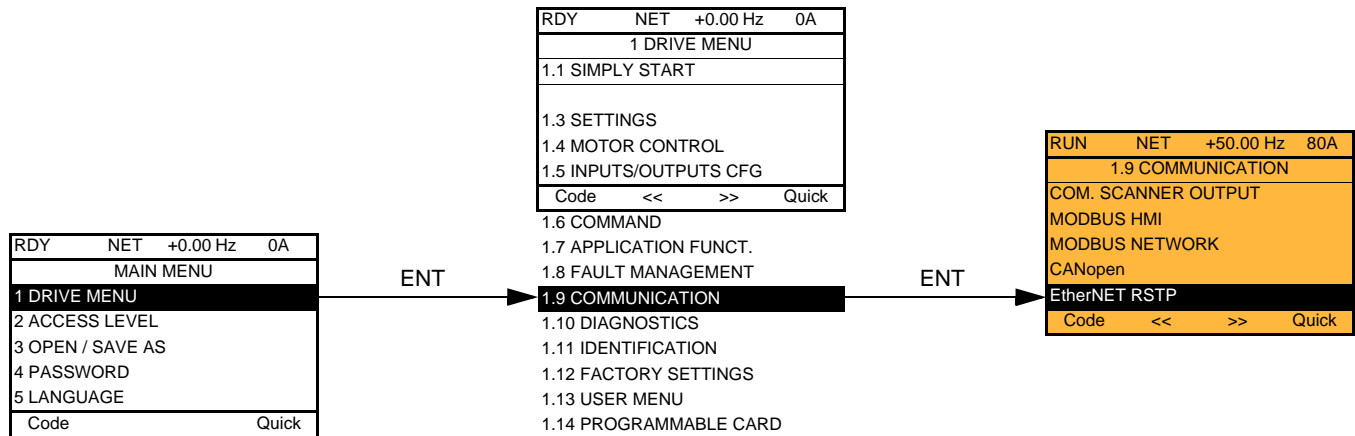 RDY NET +0.00 Hz 0A
MAIN MENU
1 DRIVE MENU
2 ACCESS LEVEL
3 OPEN / SAVE AS
4 PASSWORD
5 LANGUAGE
Code Quick
ENT
RDY NET +0.00 Hz 0A
1 DRIVE MENU
1.1 SIMPLY START
1.3 SETTINGS
1.4 MOTOR CONTROL
1.5 INPUTS/OUTPUTS CFG
Code << >> Quick
1.6 COMMAND
1.7 APPLICATION FUNCT.
1.8 FAULT MANAGEMENT
1.9 COMMUNICATION
1.10 DIAGNOSTICS
1.11 IDENTIFICATION
1.12 FACTORY SETTINGS
1.13 USER MENU
1.14 PROGRAMMABLE CARD
ENT
RUN NET +50.00 Hz 80A
1.9 COMMUNICATION
COM. SCANNER OUTPUT
MODBUS HMI
MODBUS NETWORK
CANopen
EtherNET RSTP
Code << >> Quick